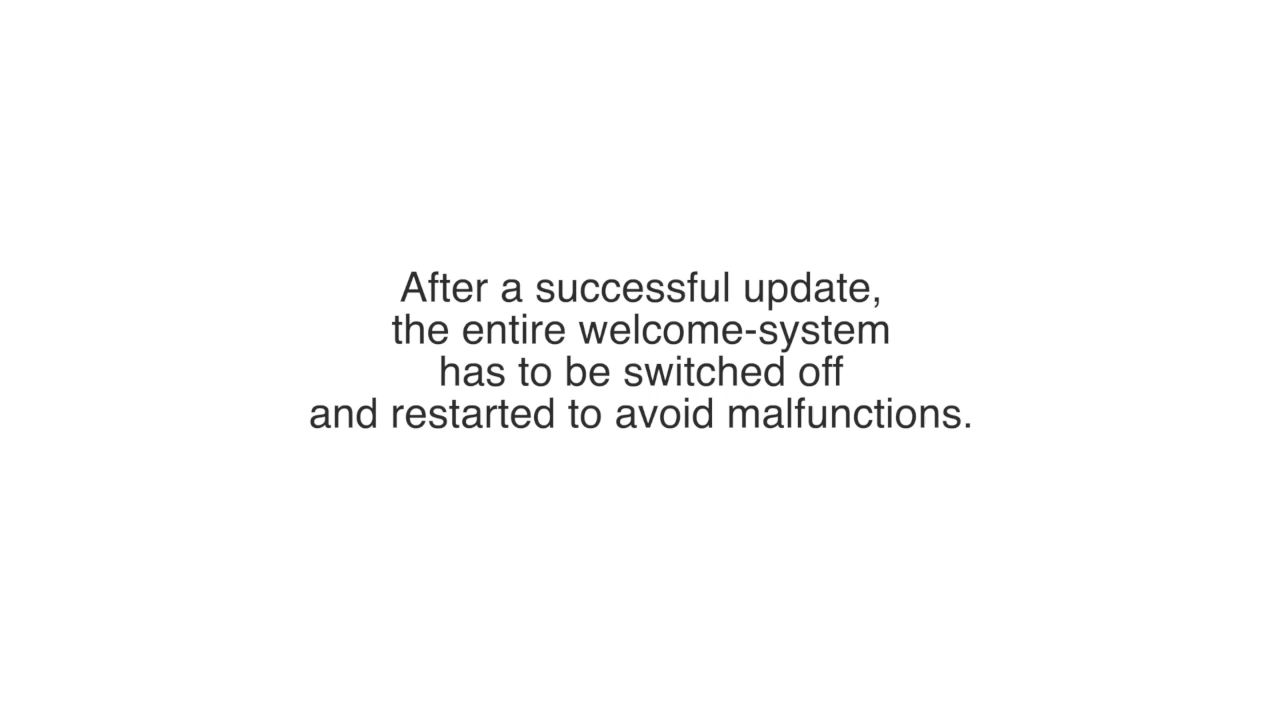 After a successful update,
the entire welcome-system
has to be switched off
and restarted to avoid malfunctions.